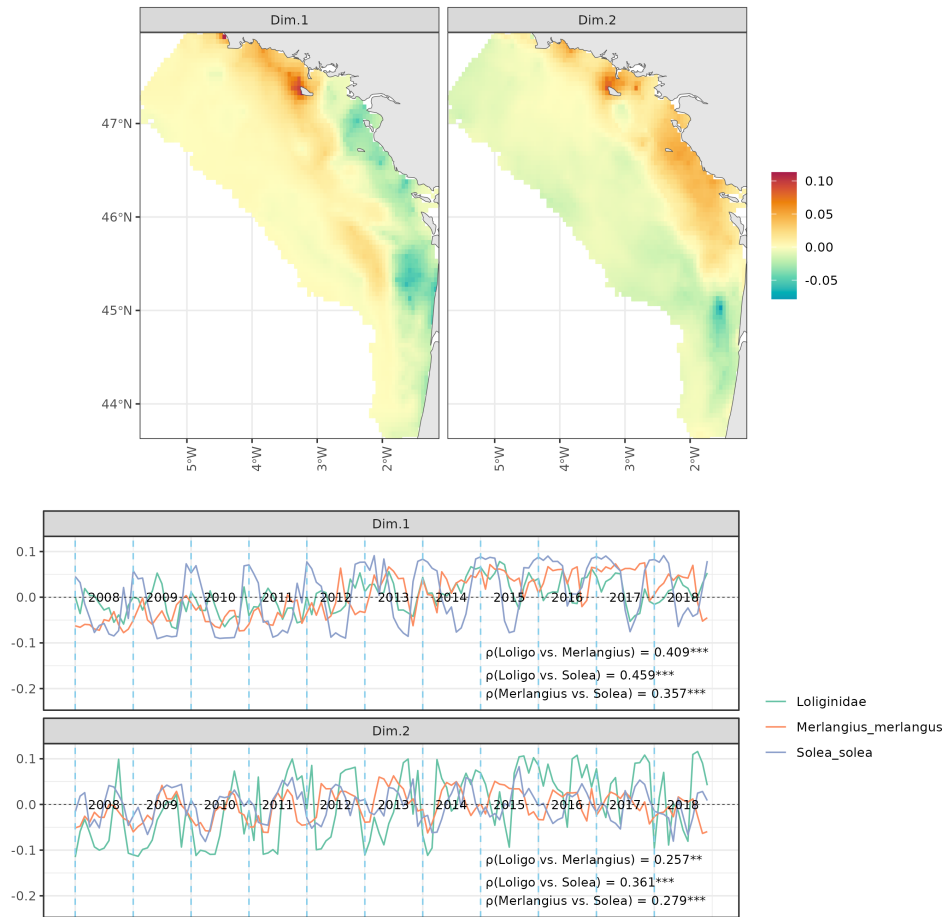 Dim.1 Dim.2
47°N
46°N
45°N
44°N
0.10
0.05
0.00
-0.05
5°W 4°W 3°W 2°W 5°W 4°W 3°W 2°W
Dim.1
0.1
0.0
-0.1
-0.2
2008 2009 2010 2011 2012 2013 2014 2015 2016 2017 2018
ρ(Loligo vs. Merlangius) = 0.409***
ρ(Loligo vs. Solea) = 0.459***
ρ(Merlangius vs. Solea) = 0.357***
Dim.2
0.1
0.0
-0.1
-0.2
2008 2009 2010 2011 2012 2013 2014 2015 2016 2017 2018
ρ(Loligo vs. Merlangius) = 0.257**
ρ(Loligo vs. Solea) = 0.361***
ρ(Merlangius vs. Solea) = 0.279***
Loliginidae
Merlangius_merlangus
Solea_solea